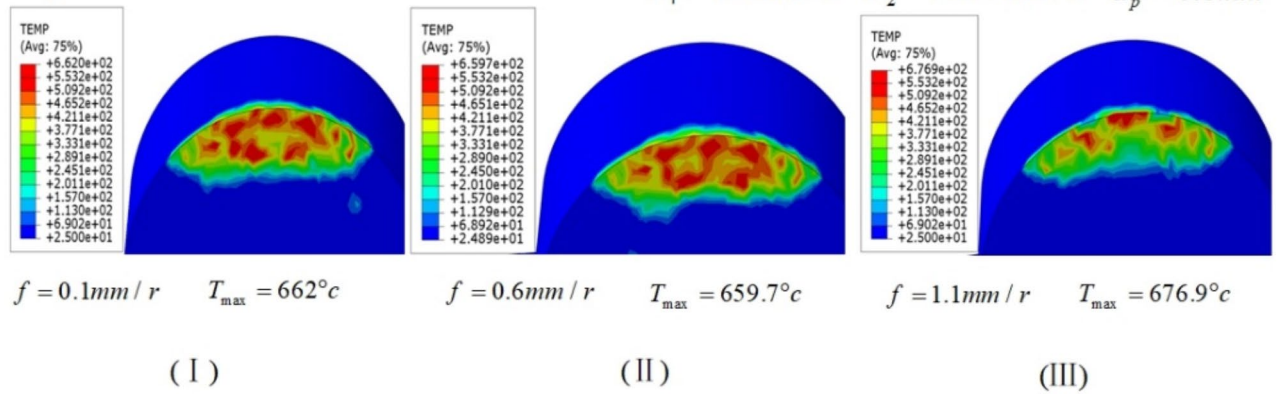 TEMP
(Avg: 75%)
+6.620e+02
+5.532e+02
+5.092e+02
+4.652e+02
+4.211e+02
+3.771e+02
+3.331e+02
+2.891e+02
+2.451e+02
+2.011e+02
+1.570e+02
+1.130e+02
+6.902e+01
+2.500e+01
f = 0.1mm / r T max = 662°c
( I )
TEMP
(Avg: 75%)
+6.597e+02
+5.532e+02
+5.092e+02
+4.651e+02
+4.211e+02
+3.771e+02
+3.331e+02
+2.890e+02
+2.450e+02
+2.010e+02
+1.570e+02
+1.129e+02
+6.892e+01
+2.489e+01
f = 0.6mm / r T max = 659.7°c
( II )
TEMP
(Avg: 75%)
+6.769e+02
+5.532e+02
+5.092e+02
+4.652e+02
+4.211e+02
+3.771e+02
+3.331e+02
+2.891e+02
+2.451e+02
+2.011e+02
+1.570e+02
+1.130e+02
+6.902e+01
+2.500e+01
f = 1.1mm / r T max = 676.9°c
(III)